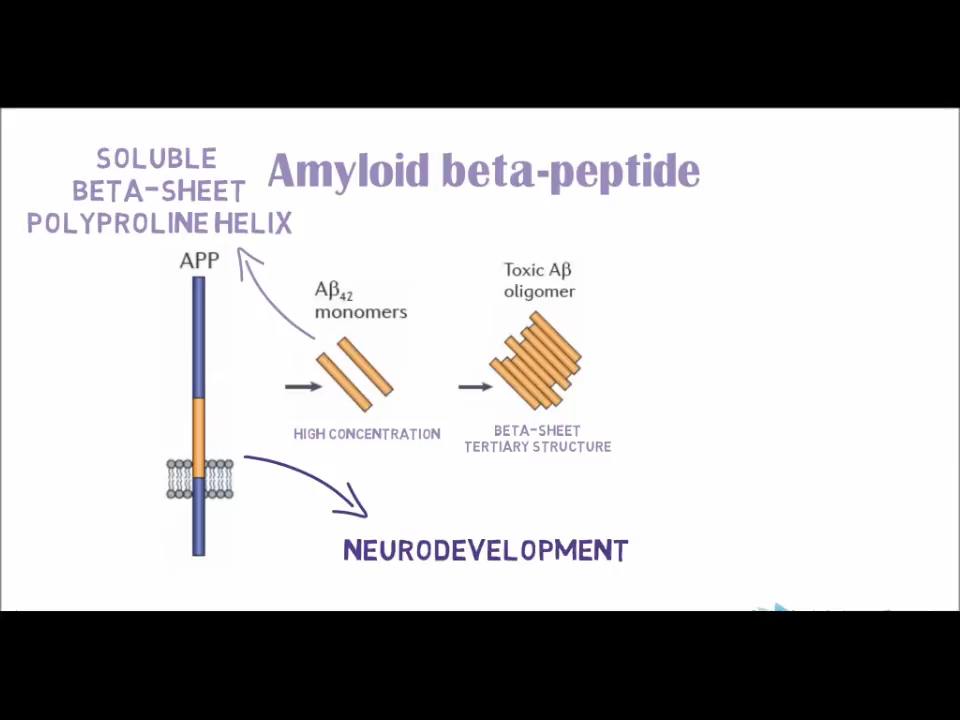 SOLUBLE
BETA-SHEET
POLYPROLINE HELIX
Amyloid beta-peptide
APP
Aβ42
monomers
Toxic Aβ
oligomer
HIGH CONCENTRATION
BETA-SHEET
TERTIARY STRUCTURE
NEURODEVELOPMENT